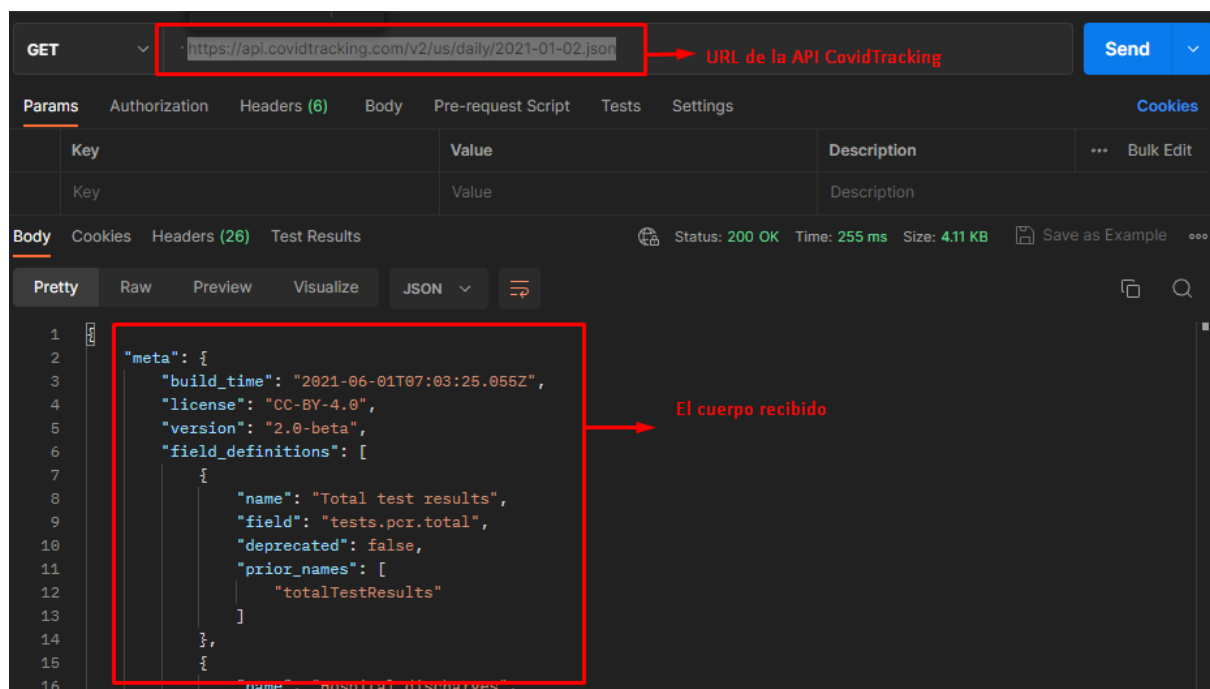 GET https://api.covidtracking.com/v2/us/daily/2021-01-02.json URL de la API CovidTracking Send
Params Authorization Headers (6) Body Pre-request Script Tests Settings Cookies
Key Value Description ••• Bulk Edit
Key Value Description
Body Cookies Headers (26) Test Results Status: 200 OK Time: 255 ms Size: 4.11 KB Save as Example
Pretty Raw Preview Visualize JSON
1 {
2 "meta": {
3 "build_time": "2021-06-01T07:03:25.055Z",
4 "license": "CC-BY-4.0", El cuerpo recibido
5 "version": "2.0-beta",
6 "field_definitions": [
7 {
8 "name": "Total test results",
9 "field": "tests.pcr.total",
10 "deprecated": false,
11 "prior_names": [
12 "totalTestResults"
13 ]
14 },
15 {
16 "name": "Hospital discharges",